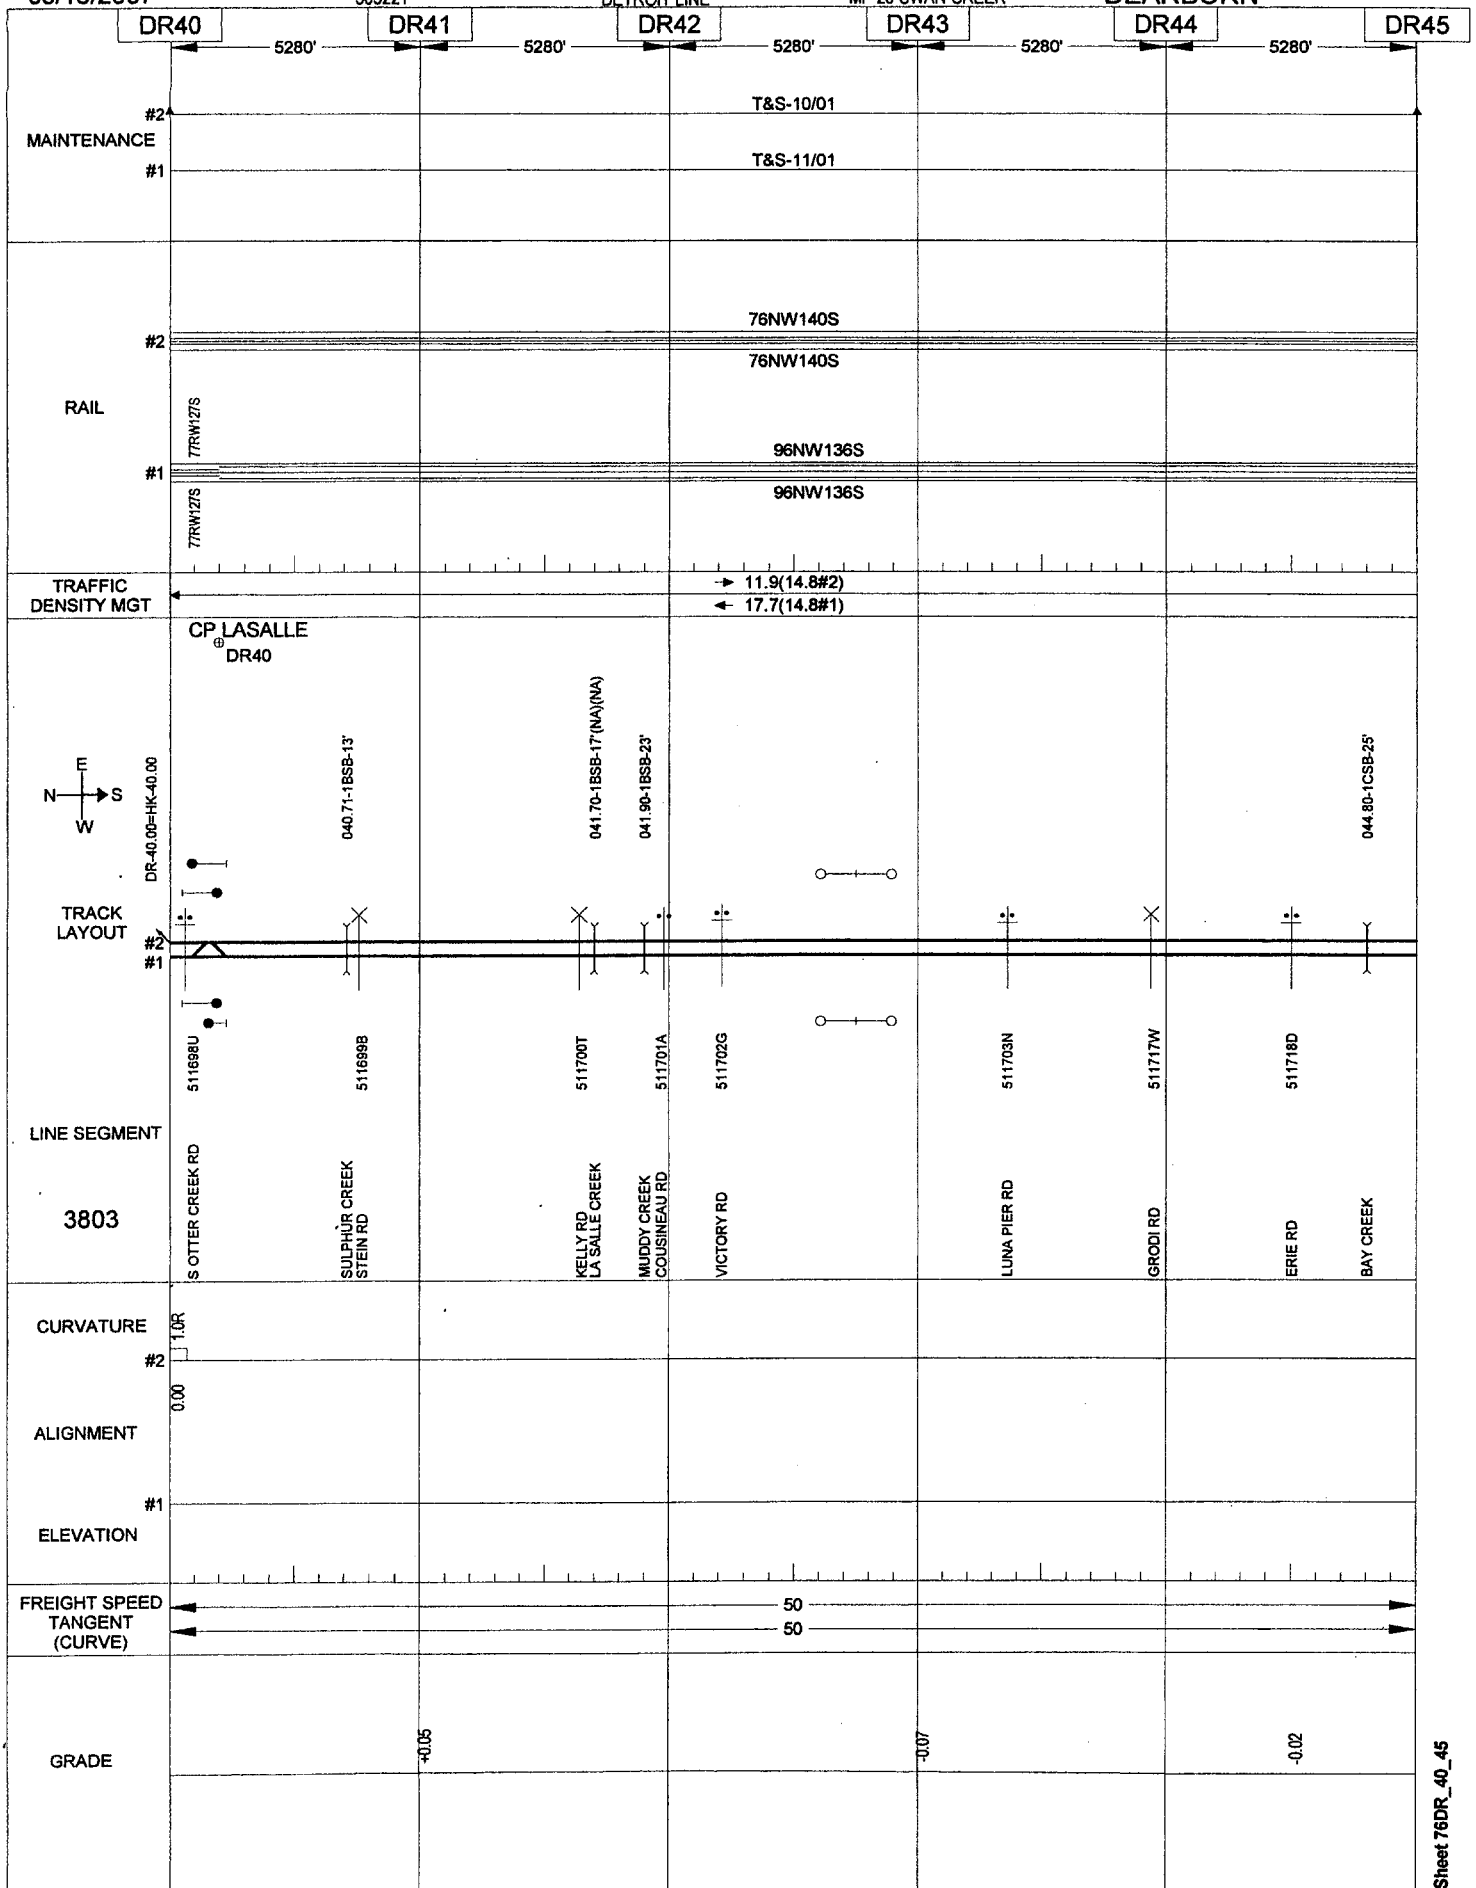 DR40 DR41 DR42 DR43 DR44 DR45
5280' 5280' 5280' 5280' 5280'
MAINTENANCE
#2 T&S-10/01
#1 T&S-11/01
RAIL
#2 76NW140S
76NW140S
77RW127S
#1 96NW136S
96NW136S
77RW127S
TRAFFIC
DENSITY MGT
11.9(14.8#2)
17.7(14.8#1)
CP LASALLE
DR40
E
N S
W
DR-40.00=HK-40.00
040.71-1BSB-13'
041.70-1BSB-17'(NA)(NA)
041.90-1BSB-23'
044.80-1CSB-25'
TRACK
LAYOUT
#2
#1
511698U
511699B
511700T
511701A
511702G
511703N
511717W
511718D
LINE SEGMENT
3803
S OTTER CREEK RD
SULPHUR CREEK
STEIN RD
KELLY RD
LA SALLE CREEK
MUDDY CREEK
COUSINEAU RD
VICTORY RD
LUNA PIER RD
GRODI RD
ERIE RD
BAY CREEK
CURVATURE
1.0R
#2
0.00
ALIGNMENT
#1
ELEVATION
FREIGHT SPEED
TANGENT
(CURVE)
50
50
GRADE
+0.05
-0.07
-0.02
Sheet 76DR_40_45